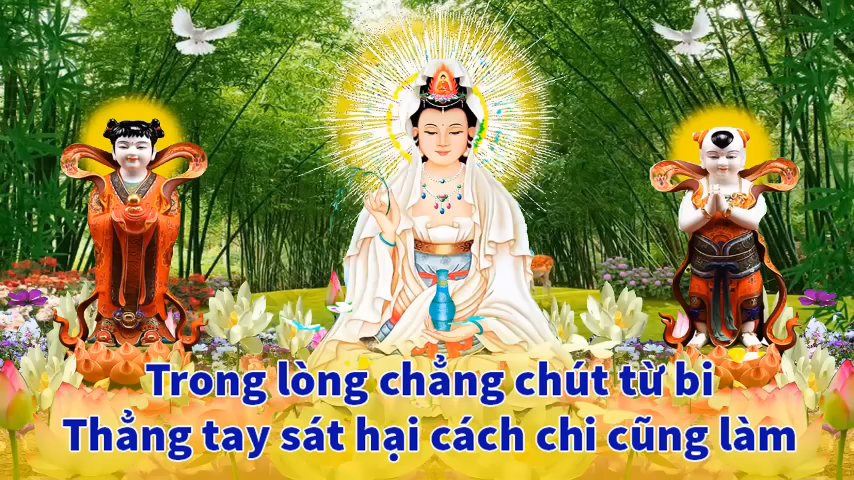 Trong lòng chẳng chút từ bi
Thẳng tay sát hại cách chi cũng làm